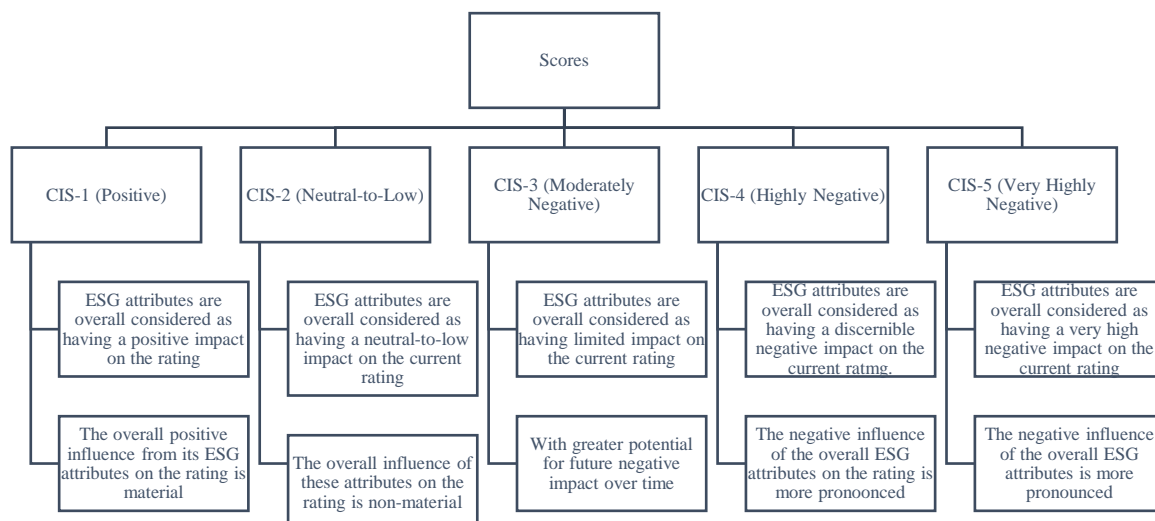 Scores
CIS-1 (Positive)
CIS-2 (Neutral-to-Low)
CIS-3 (Moderately
Negative)
CIS-4 (Highly Negative)
CIS-5 (Very Highly
Negative)
ESG attributes are
overall considered as
having a positive impact
on the rating
ESG attributes are
overall considered as
having a neutral-to-low
impact on the current
rating
ESG attributes are
overall considered as
having limited impact on
the current rating
ESG attributes are
overall considered as
having a discernible
negative impact on the
current ratmg.
ESG attributes are
overall considered as
having a very high
negative impact on the
current rating
The overall positive
influence from its ESG
attributes on the rating is
material
The overall influence of
these attributes on the
rating is non-material
With greater potential
for future negative
impact over time
The negative influence
of the overall ESG
attributes on the rating is
more pronoonced
The negative influence
of the overall ESG
attributes is more
pronounced